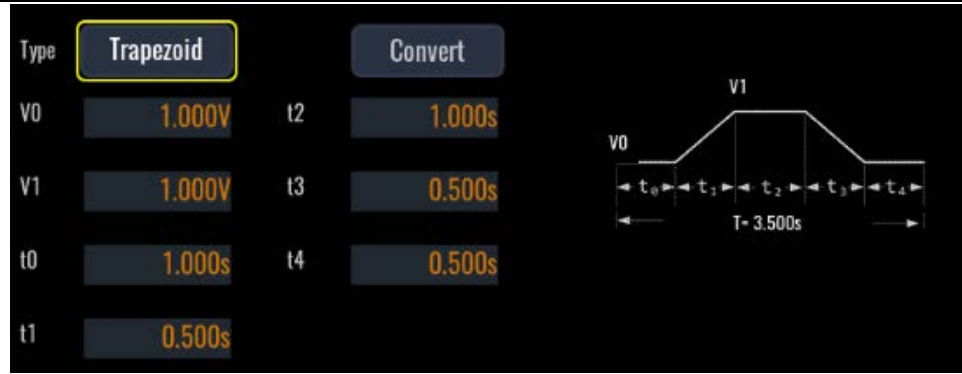 Type Trapezoid Convert
V0 1.000V t2 1.000s
V1 1.000V t3 0.500s
t0 1.000s t4 0.500s
t1 0.500s
V1
V0
t₀ t₁ t₂ t₃ t₄
T= 3.500s